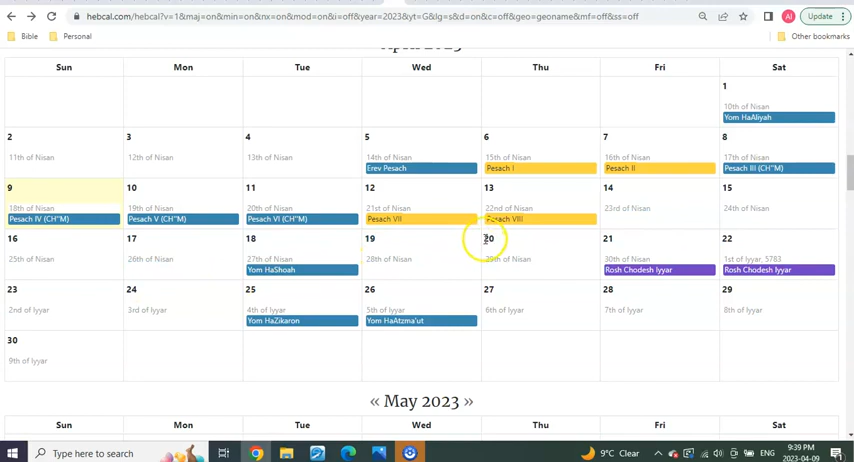 hebcal.com/hebcal?v=1&maj=on&min=on&nx=on&mod=on&i=off&year=2023&yt=G&lg=s&d=on&c=off&geo=geoname&mf=off&ss=off
AI
Update
Bible
Personal
Other bookmarks
April 2023
Sun Mon Tue Wed Thu Fri Sat
1
10th of Nisan
Yom HaAliyah
2 3 4 5 6 7 8
11th of Nisan 12th of Nisan 13th of Nisan 14th of Nisan 15th of Nisan 16th of Nisan 17th of Nisan
Erev Pesach Pesach I Pesach II Pesach III (CH"M)
9 10 11 12 13 14 15
18th of Nisan 19th of Nisan 20th of Nisan 21st of Nisan 22nd of Nisan 23rd of Nisan 24th of Nisan
Pesach IV (CH"M) Pesach V (CH"M) Pesach VI (CH"M) Pesach VII Pesach VIII
16 17 18 19 20 21 22
25th of Nisan 26th of Nisan 27th of Nisan 28th of Nisan 29th of Nisan 30th of Nisan 1st of Iyyar, 5783
Yom HaShoah Rosh Chodesh Iyyar Rosh Chodesh Iyyar
23 24 25 26 27 28 29
2nd of Iyyar 3rd of Iyyar 4th of Iyyar 5th of Iyyar 6th of Iyyar 7th of Iyyar 8th of Iyyar
Yom HaZikaron Yom HaAtzma'ut
30
9th of Iyyar
« May 2023 »
Sun Mon Tue Wed Thu Fri Sat
Type here to search
9°C Clear
ENG
9:39 PM
2023-04-09